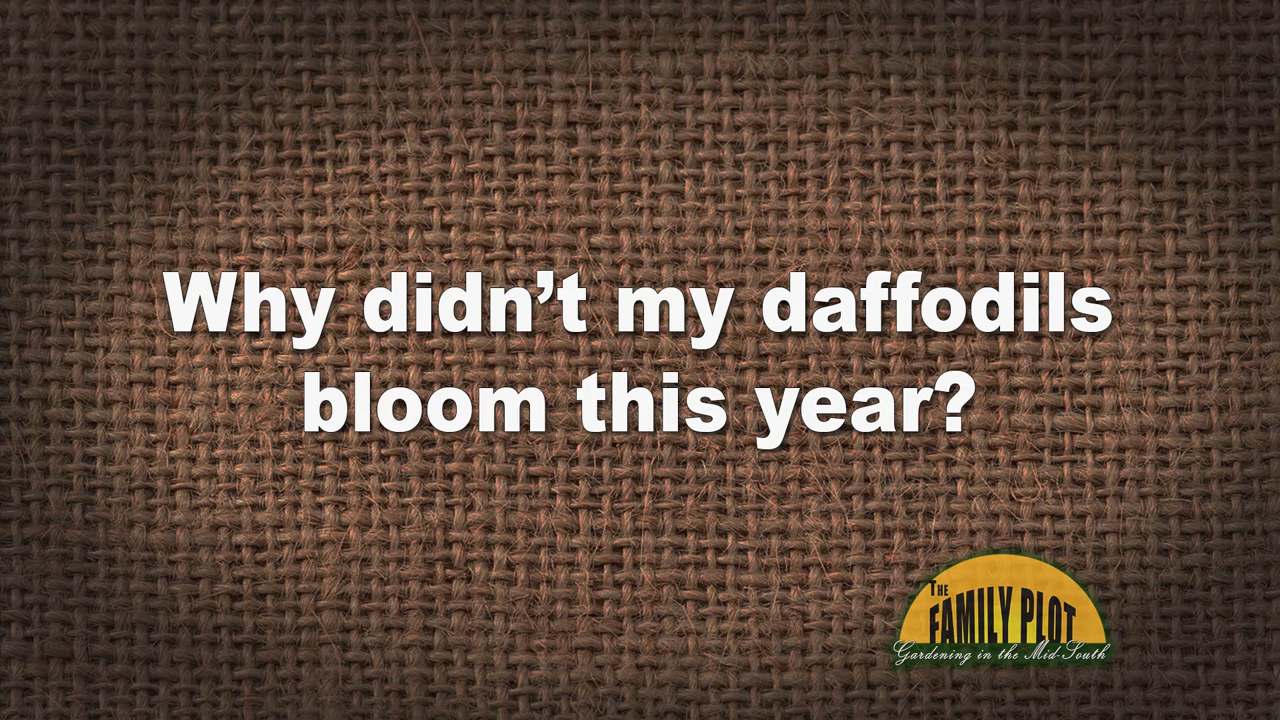 Why didn’t my daffodils
bloom this year?
THE
FAMILY PLOT
Gardening in the Mid-South